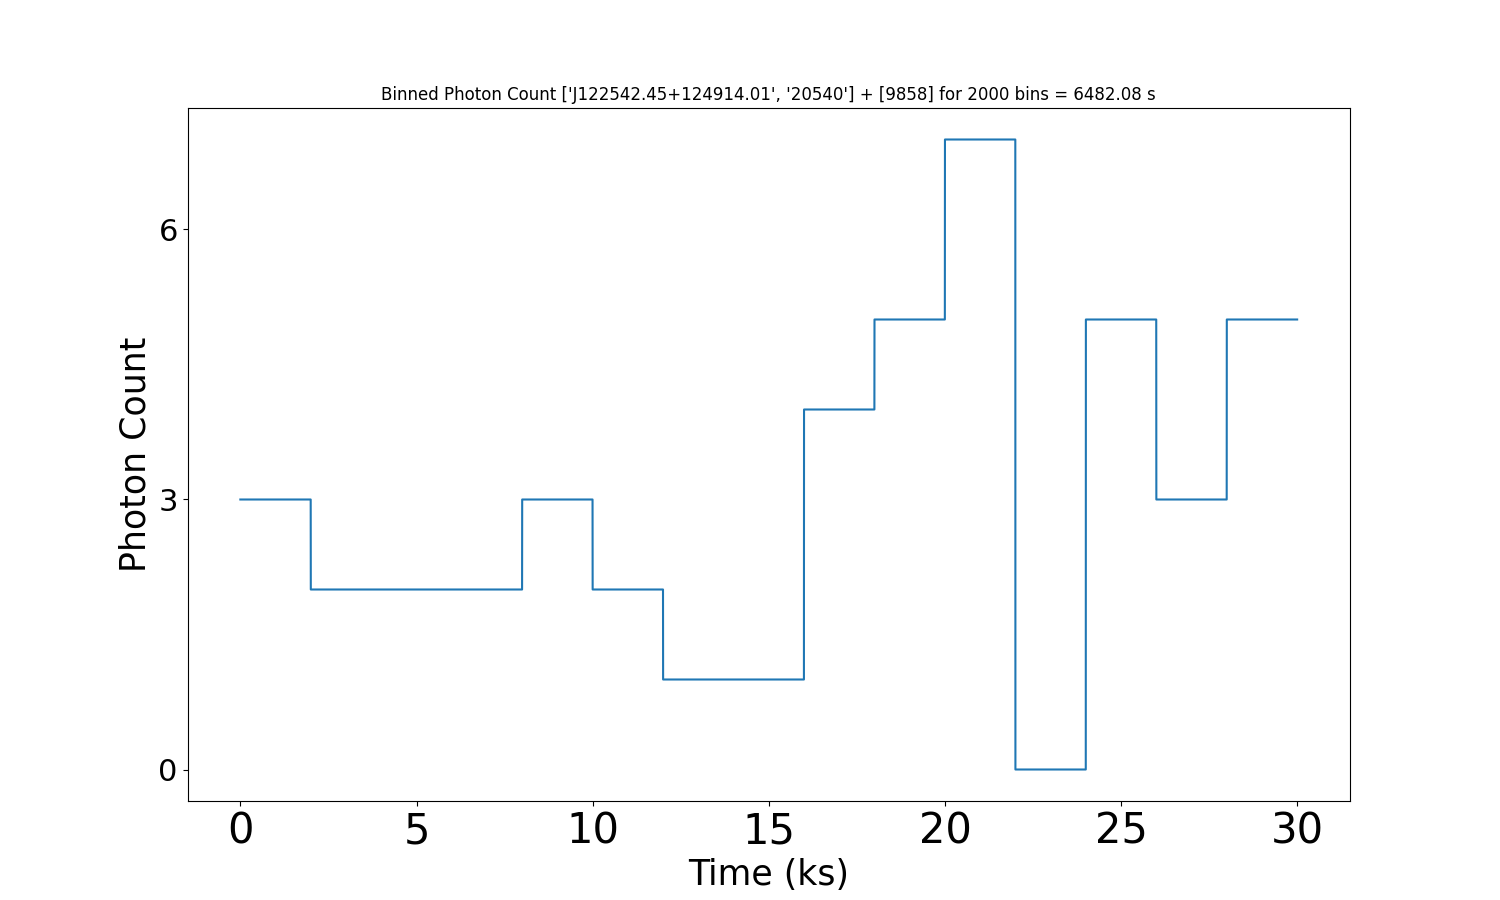 Binned Photon Count ['J122542.45+124914.01', '20540'] + [9858] for 2000 bins = 6482.08 s
Photon Count
6
3
0
0 5 10 15 20 25 30
Time (ks)